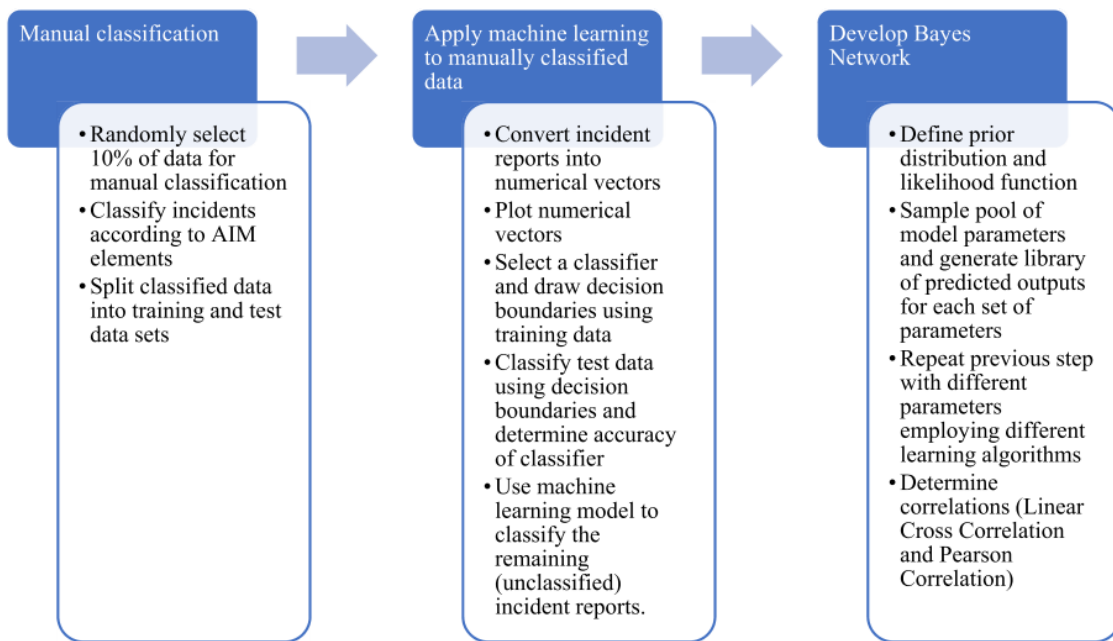 Manual classification
• Randomly select
10% of data for
manual classification
• Classify incidents
according to AIM
elements
• Split classified data
into training and test
data sets
Apply machine learning
to manually classified
data
• Convert incident
reports into
numerical vectors
• Plot numerical
vectors
• Select a classifier
and draw decision
boundaries using
training data
• Classify test data
using decision
boundaries and
determine accuracy
of classifier
• Use machine
learning model to
classify the
remaining
(unclassified)
incident reports.
Develop Bayes
Network
• Define prior
distribution and
likelihood function
• Sample pool of
model parameters
and generate library
of predicted outputs
for each set of
parameters
• Repeat previous step
with different
parameters
employing different
learning algorithms
• Determine
correlations (Linear
Cross Correlation
and Pearson
Correlation)